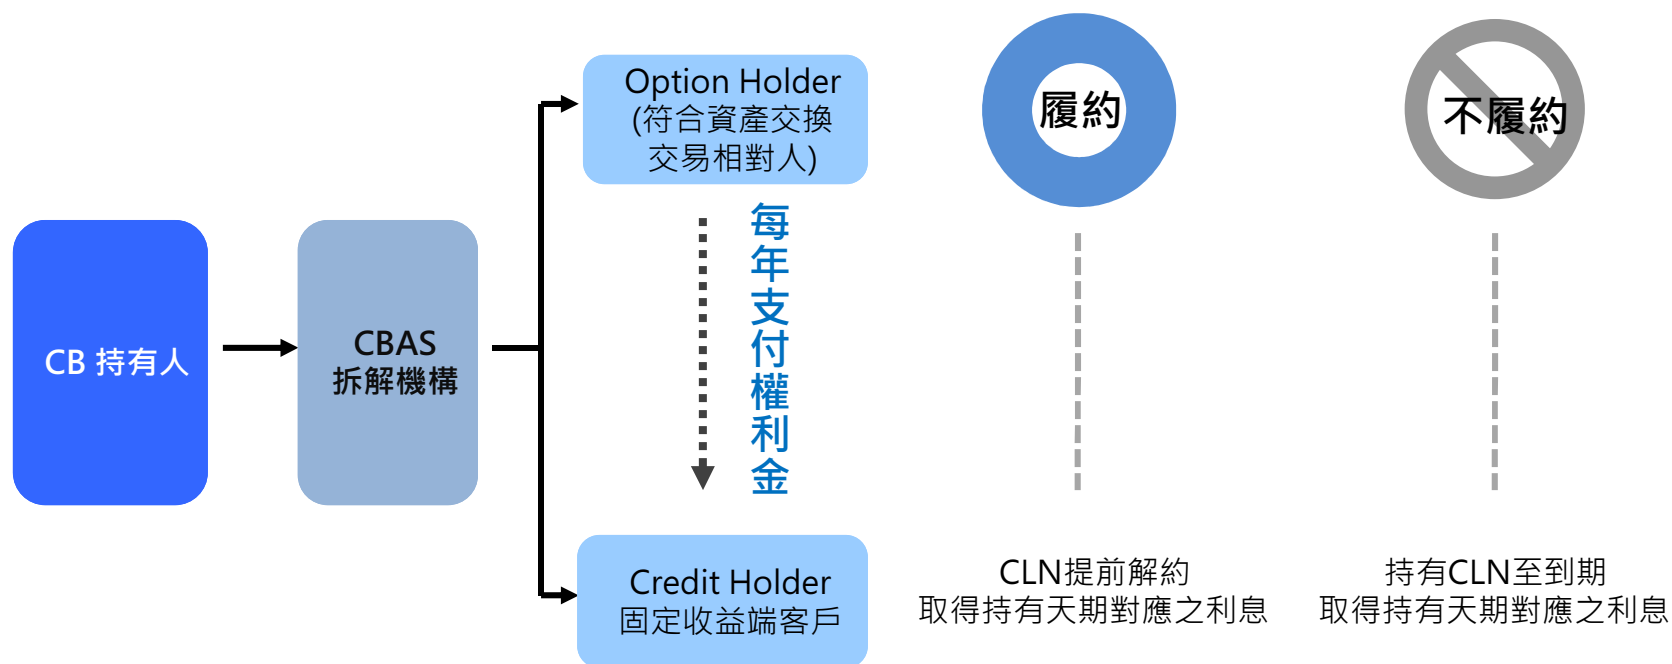 CB 持有人
CBAS
拆解機構
Option Holder
(符合資產交換
交易相對人)
每年支付權利金
Credit Holder
固定收益端客戶
履約
CLN提前解約
取得持有天期對應之利息
不履約
持有CLN至到期
取得持有天期對應之利息